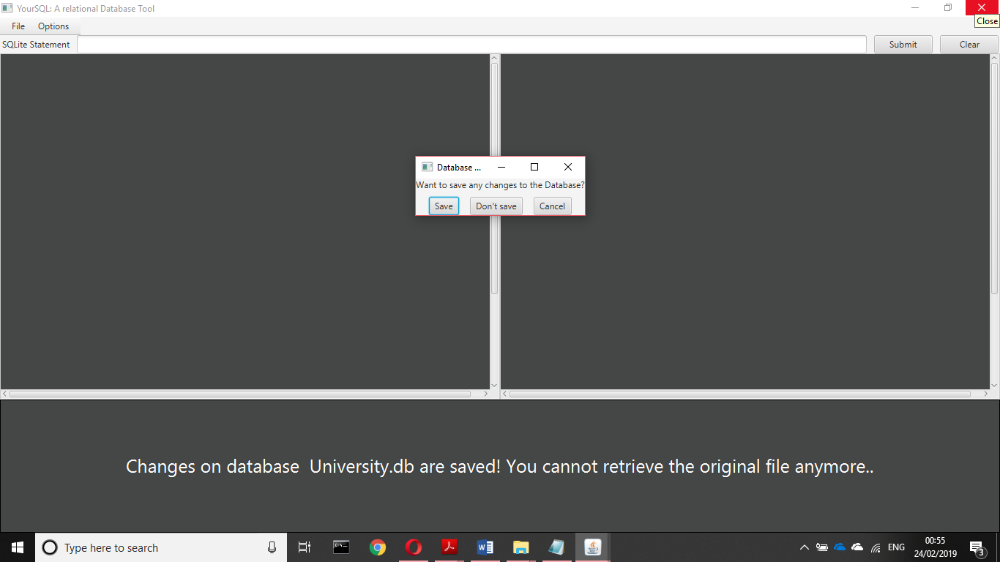 YourSQL: A relational Database Tool
Close
File Options
SQLite Statement Submit Clear
Database ...
Want to save any changes to the Database?
Save Don't save Cancel
Changes on database  University.db are saved! You cannot retrieve the original file anymore..
Type here to search
ENG
00:55
24/02/2019
3